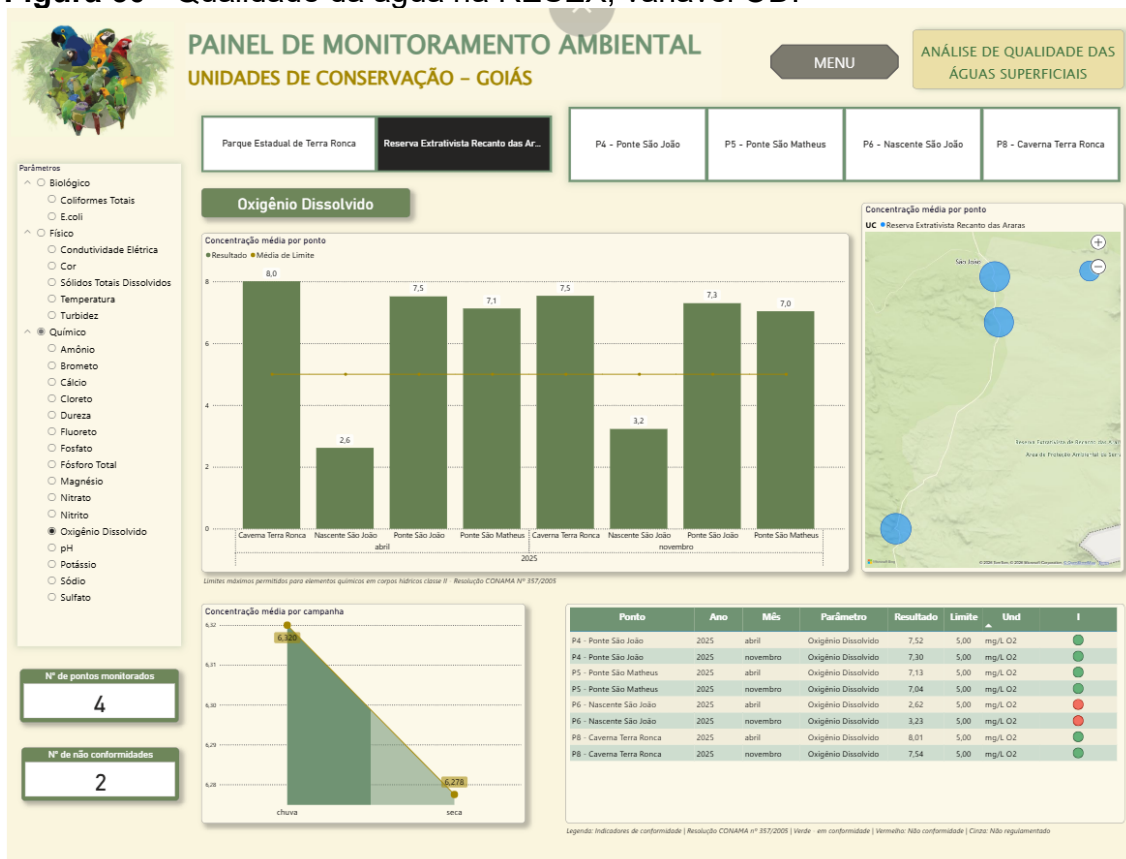 PAINEL DE MONITORAMENTO AMBIENTAL
UNIDADES DE CONSERVAÇÃO – GOIÁS
MENU
ANÁLISE DE QUALIDADE DAS
ÁGUAS SUPERFICIAIS
Parque Estadual de Terra Ronca
Reserva Extrativista Recanto das Ar...
P4 - Ponte São João
P5 - Ponte São Matheus
P6 - Nascente São João
P8 - Caverna Terra Ronca
Parâmetros
Biológico
Coliformes Totais
E.coli
Físico
Condutividade Elétrica
Cor
Sólidos Totais Dissolvidos
Temperatura
Turbidez
Químico
Amônio
Brometo
Cálcio
Cloreto
Dureza
Fluoreto
Fosfato
Fósforo Total
Magnésio
Nitrato
Nitrito
Oxigênio Dissolvido
pH
Potássio
Sódio
Sulfato
Nº de pontos monitorados
4
Nº de não conformidades
2
Oxigênio Dissolvido
Concentração média por ponto
Resultado Média de Limite
8,0
2,6
7,5
7,1
7,5
3,2
7,3
7,0
8
6
4
2
0
Caverna Terra Ronca Nascente São João Ponte São João Ponte São Matheus Caverna Terra Ronca Nascente São João Ponte São João Ponte São Matheus
abril novembro
2025
Limites máximos permitidos para elementos químicos em corpos hídricos classe II - Resolução CONAMA Nº 357/2005
Concentração média por ponto
UC Reserva Extrativista Recanto das Araras
Concentração média por campanha
6,32
6,31
6,30
6,29
6,28
6,320
6,278
chuva seca
Ponto Ano Mês Parâmetro Resultado Limite Und I
P4 - Ponte São João 2025 abril Oxigênio Dissolvido 7,52 5,00 mg/L O2
P4 - Ponte São João 2025 novembro Oxigênio Dissolvido 7,30 5,00 mg/L O2
P5 - Ponte São Matheus 2025 abril Oxigênio Dissolvido 7,13 5,00 mg/L O2
P5 - Ponte São Matheus 2025 novembro Oxigênio Dissolvido 7,04 5,00 mg/L O2
P6 - Nascente São João 2025 abril Oxigênio Dissolvido 2,62 5,00 mg/L O2
P6 - Nascente São João 2025 novembro Oxigênio Dissolvido 3,23 5,00 mg/L O2
P8 - Caverna Terra Ronca 2025 abril Oxigênio Dissolvido 8,01 5,00 mg/L O2
P8 - Caverna Terra Ronca 2025 novembro Oxigênio Dissolvido 7,54 5,00 mg/L O2
Legenda: Indicadores de conformidade | Resolução CONAMA nº 357/2005 | Verde - em conformidade | Vermelho: Não conformidade | Cinza: Não regulamentado